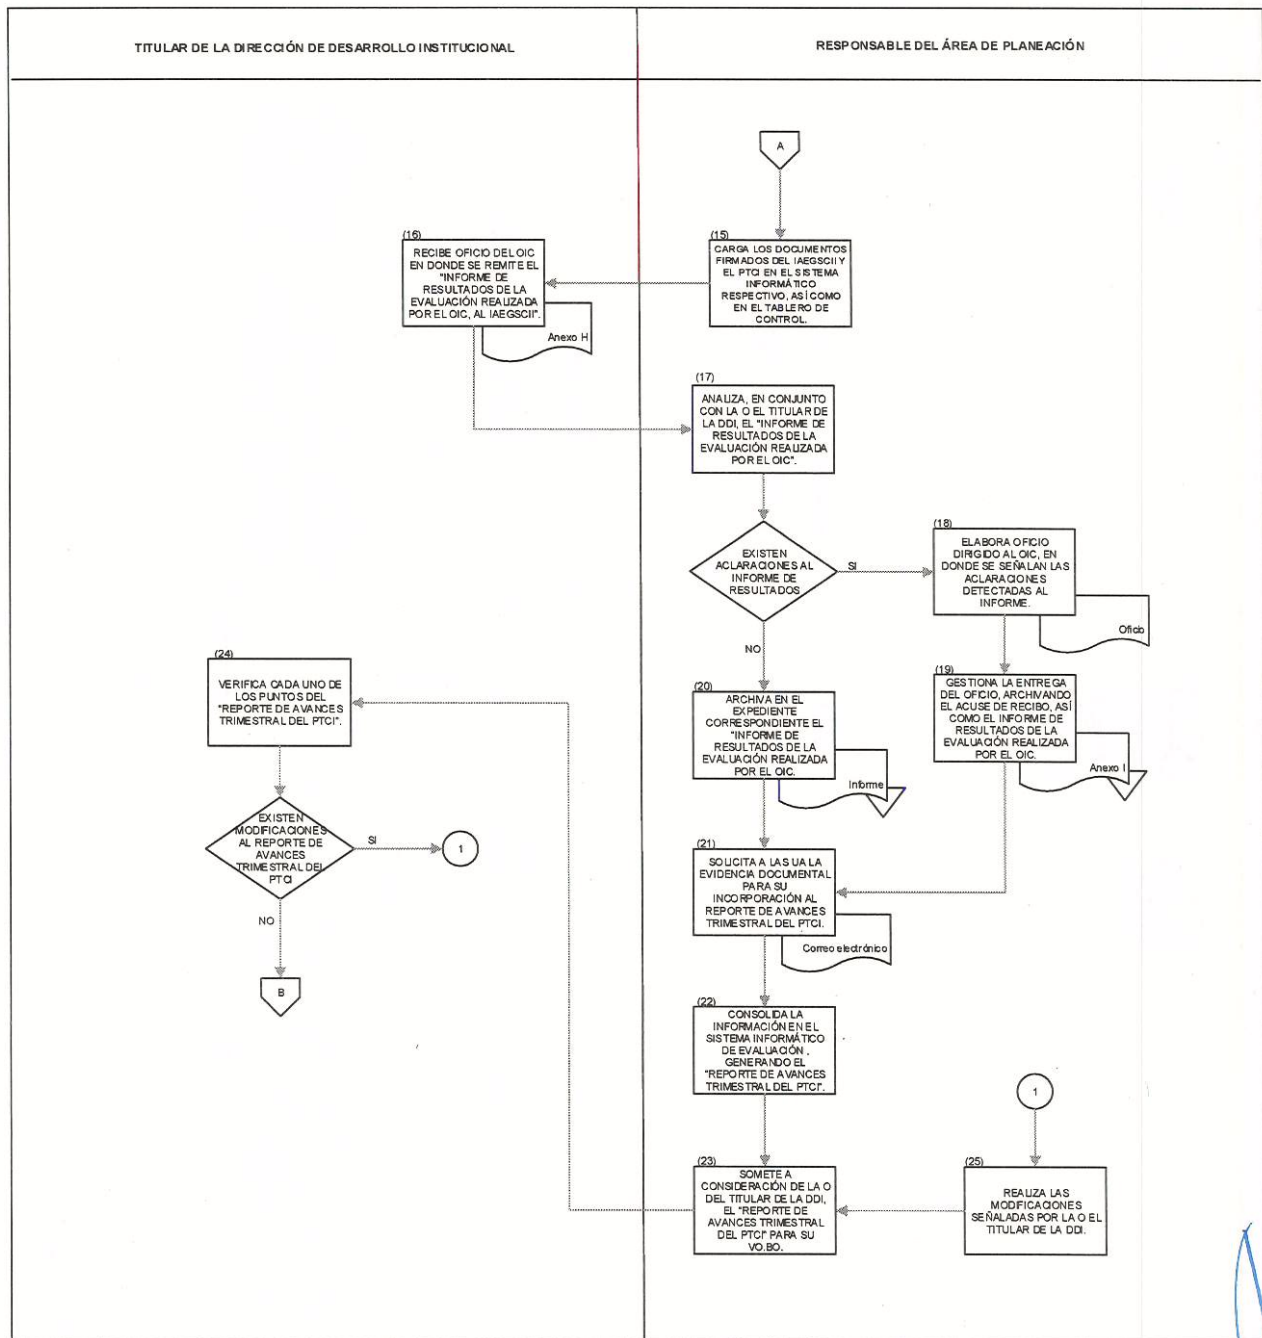 TITULAR DE LA DIRECCIÓN DE DESARROLLO INSTITUCIONAL
RESPONSABLE DEL ÁREA DE PLANEACIÓN
A
(15)
CARGA LOS DOCUMENTOS
FIRMADOS DEL IAEGSCII Y
EL PTCI EN EL SISTEMA
INFORMÁTICO
RESPECTIVO, ASÍ COMO
EN EL TABLERO DE
CONTROL.
(16)
RECIBE OFICIO DEL OIC
EN DONDE SE REMITE EL
"INFORME DE
RESULTADOS DE LA
EVALUACIÓN REALIZADA
POR EL OIC, AL IAEGSCII".
Anexo H
(17)
ANALIZA, EN CONJUNTO
CON LA O EL TITULAR DE
LA DDI, EL "INFORME DE
RESULTADOS DE LA
EVALUACIÓN REALIZADA
POR EL OIC".
EXISTEN
ACLARACIONES AL
INFORME DE
RESULTADOS
SI
NO
(18)
ELABORA OFICIO
DIRIGIDO AL OIC, EN
DONDE SE SEÑALAN LAS
ACLARACIONES
DETECTADAS AL
INFORME.
Oficio
(19)
GESTIONA LA ENTREGA
DEL OFICIO, ARCHIVANDO
EL ACUSE DE RECIBO, ASÍ
COMO EL INFORME DE
RESULTADOS DE LA
EVALUACIÓN REALIZADA
POR EL OIC.
Anexo I
(20)
ARCHIVA EN EL
EXPEDIENTE
CORRESPONDIENTE EL
"INFORME DE
RESULTADOS DE LA
EVALUACIÓN REALIZADA
POR EL OIC.
Informe
(21)
SOLICITA A LAS UA LA
EVIDENCIA DOCUMENTAL
PARA SU
INCORPORACIÓN AL
REPORTE DE AVANCES
TRIMESTRAL DEL PTCI.
Correo electrónico
(22)
CONSOLIDA LA
INFORMACIÓN EN EL
SISTEMA INFORMÁTICO
DE EVALUACIÓN,
GENERANDO EL
"REPORTE DE AVANCES
TRIMESTRAL DEL PTCI".
(23)
SOMETE A
CONSIDERACIÓN DE LA O
DEL TITULAR DE LA DDI,
EL "REPORTE DE
AVANCES TRIMESTRAL
DEL PTCI" PARA SU
VO.BO.
(24)
VERIFICA CADA UNO DE
LOS PUNTOS DEL
"REPORTE DE AVANCES
TRIMESTRAL DEL PTCI".
EXISTEN
MODIFICACIONES
AL REPORTE DE
AVANCES
TRIMESTRAL DEL
PTCI
SI
1
NO
B
1
(25)
REALIZA LAS
MODIFICACIONES
SEÑALADAS POR LA O EL
TITULAR DE LA DDI.